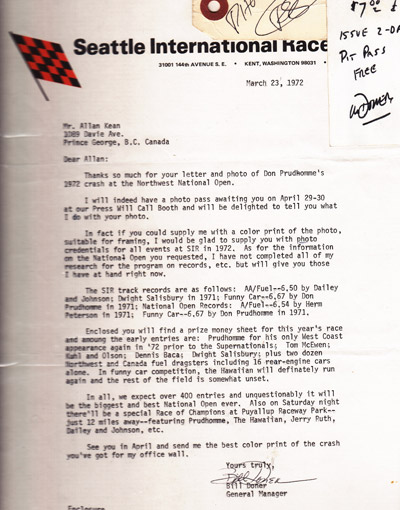 Pit
$7.00
ISSUE 2-DA
PIT PASS
FREE
W Doner
Seattle International Race
31001 144th AVENUE S. E. • KENT, WASHINGTON 98031 •
March 23, 1972
Mr. Allan Kean
3089 Davie Ave.
Prince George, B.C. Canada
Dear Allan:
Thanks so much for your letter and photo of Don Prudhomme's
1972 crash at the Northwest National Open.
I will indeed have a photo pass awaiting you on April 29-30
at our Press Will Call Booth and will be delighted to tell you what
I do with your photo.
In fact if you could supply me with a color print of the photo,
suitable for framing, I would be glad to supply you with photo
credentials for all events at SIR in 1972. As for the information
on the National Open you requested, I have not completed all of my
research for the program on records, etc. but will give you those
I have at hand right now.
The SIR track records are as follows: AA/Fuel--6.50 by Dailey
and Johnson; Dwight Salisbury in 1971; Funny Car--6.67 by Don
Prudhomme in 1971; National Open Records: A/Fuel--6.54 by Herm
Peterson in 1971; Funny Car--6.67 by Don Prudhomme in 1971.
Enclosed you will find a prize money sheet for this year's race
and amoung the early entries are: Prudhomme for his only West Coast
appearance again in '72 prior to the Supernationals; Tom McEwen;
Kahl and Olson; Dennis Baca; Dwight Salisbury; plus two dozen
Northwest and Canada fuel dragsters including 16 rear-engine cars
alone. In funny car competition, the Hawaiian will definately run
again and the rest of the field is somewhat unset.
In all, we expect over 400 entries and unquestionably it will
be the biggest and best National Open ever. Also on Saturday night
there'll be a special Race of Champions at Puyallup Raceway Park--
just 12 miles away--featuring Prudhomme, The Hawaiian, Jerry Ruth,
Dailey and Johnson, etc.
See you in April and send me the best color print of the crash
you've got for my office wall.
Yours truly,
Bill Doner
Bill Doner
General Manager
Enclosure